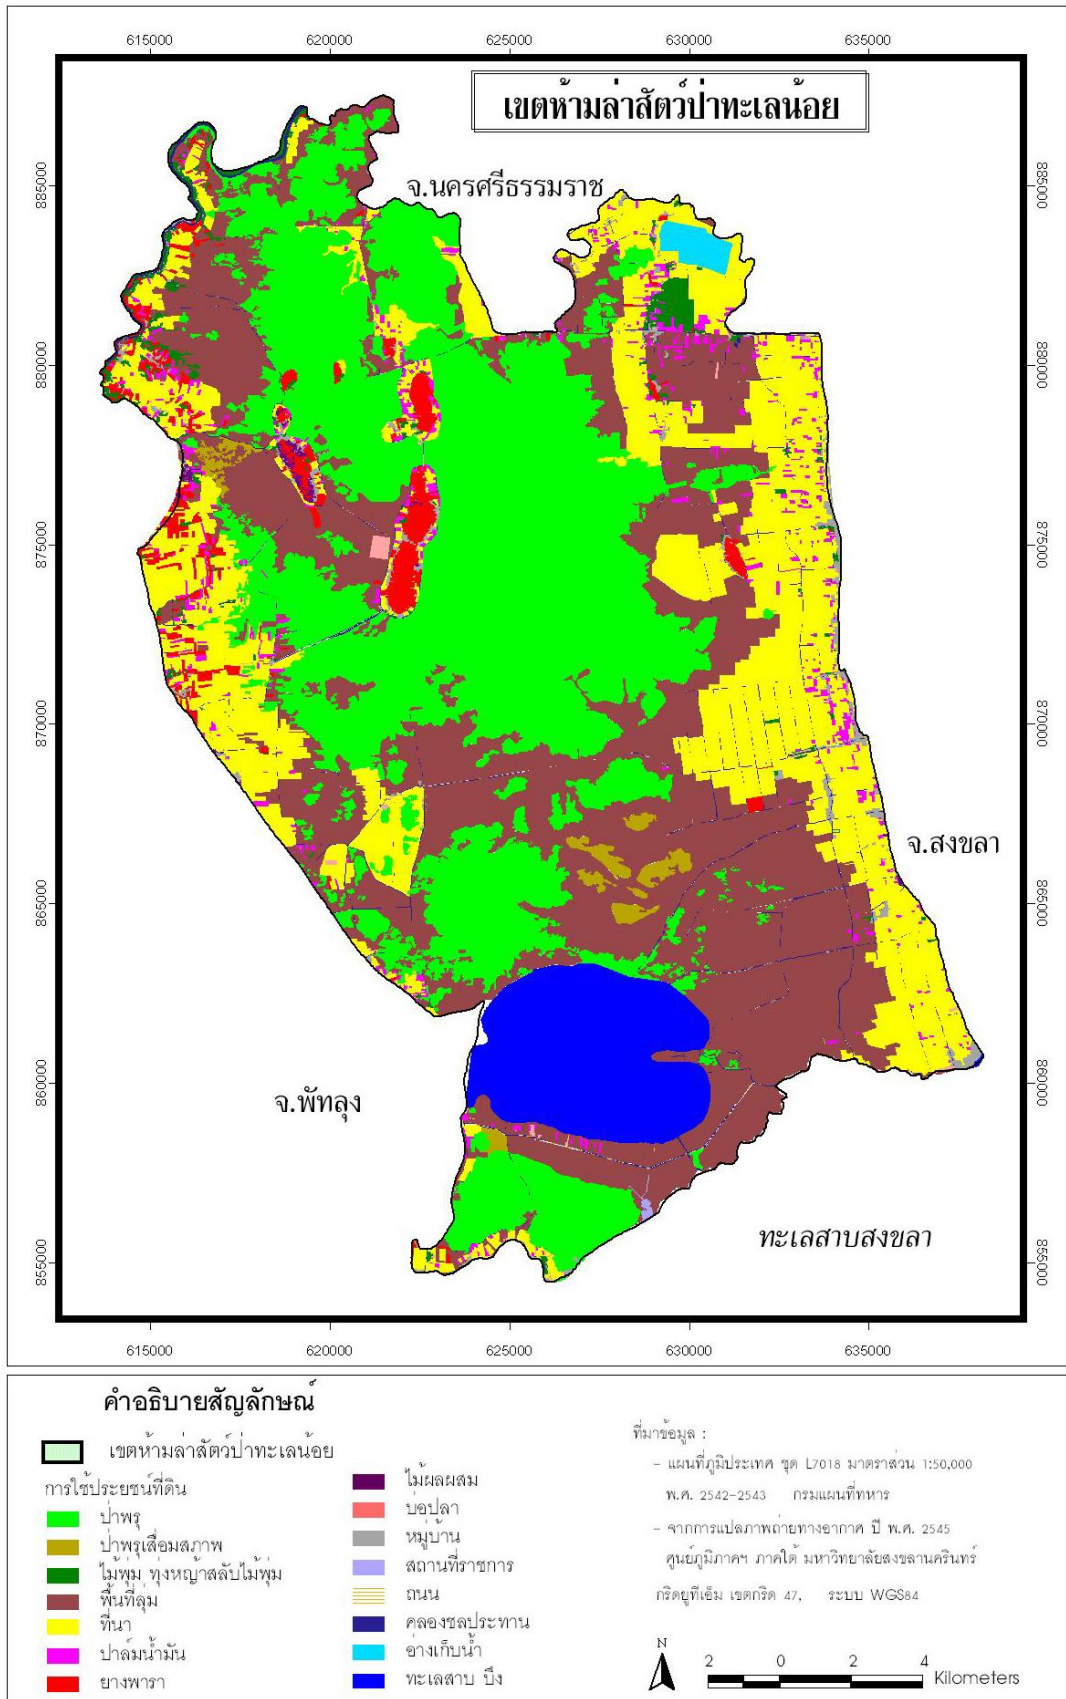 615000 620000 625000 630000 635000
เขตห้ามล่าสัตว์ป่าทะเลน้อย
จ.นครศรีธรรมราช
885000 885000
880000 880000
875000 875000
870000 870000
จ.สงขลา
865000 865000
860000 860000
จ.พัทลุง
ทะเลสาบสงขลา
855000 855000
615000 620000 625000 630000 635000
คำอธิบายสัญลักษณ์
เขตห้ามล่าสัตว์ป่าทะเลน้อย
การใช้ประยชน์ที่ดิน
ป่าพรุ
ป่าพรุเสื่อมสภาพ
ไม้พุ่ม ทุ่งหญ้าสลับไม้พุ่ม
พื้นที่ลุ่ม
ที่นา
ปาล์มน้ำมัน
ยางพารา
ไม้ผลผสม
บ่อปลา
หมู่บ้าน
สถานที่ราชการ
ถนน
คลองชลประทาน
อ่างเก็บน้ำ
ทะเลสาบ บึง
ที่มาข้อมูล :
- แผนที่ภูมิประเทศ ชุด L7018 มาตราส่วน 1:50,000
พ.ศ. 2542-2543 กรมแผนที่ทหาร
- จากการแปลภาพถ่ายทางอากาศ ปี พ.ศ. 2545
ศูนย์ภูมิภาคฯ ภาคใต้ มหาวิทยาลัยสงขลานครินทร์
กริดยูทีเอ็ม เขตกริด 47, ระบบ WGS84
N
2 0 2 4 Kilometers